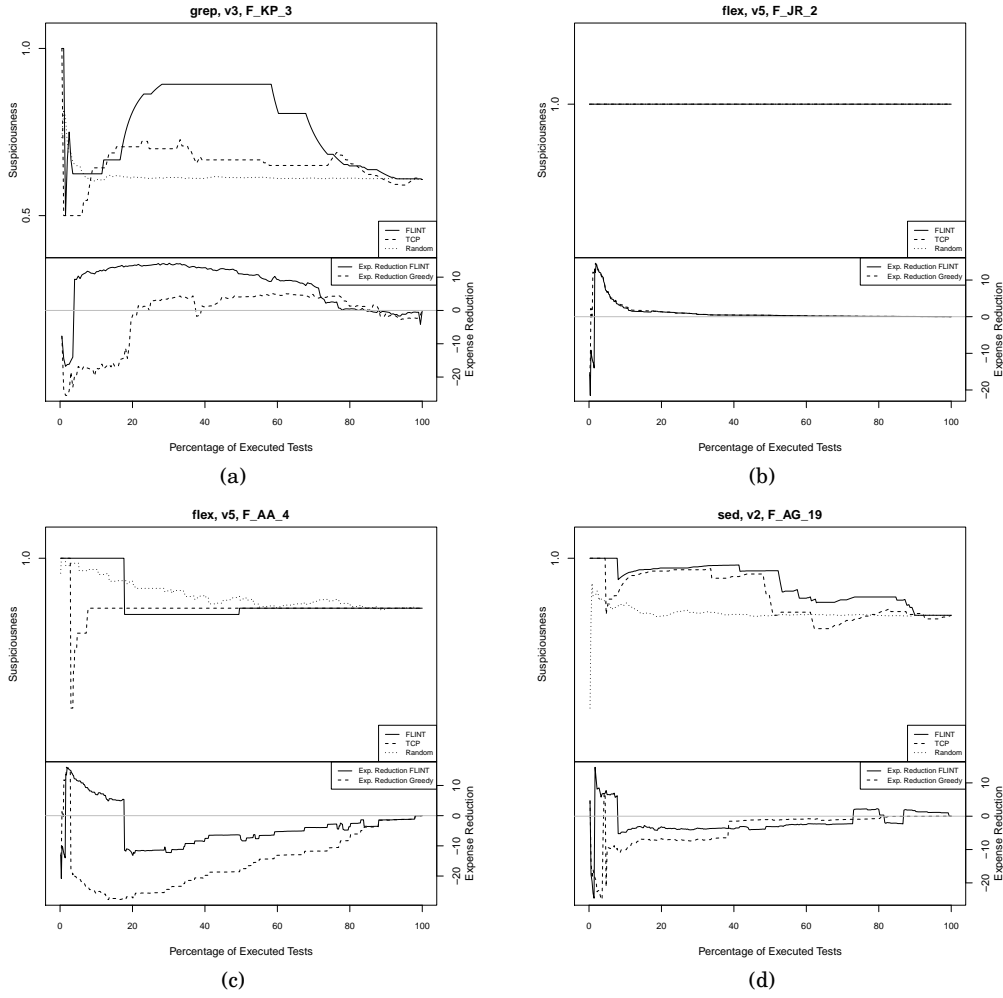 grep, v3, F_KP_3
Suspiciousness
1.0
0.5
FLINT
TCP
Random
Exp. Reduction FLINT
Exp. Reduction Greedy
Expense Reduction
10
0
−10
−20
0 20 40 60 80 100
Percentage of Executed Tests
(a)
flex, v5, F_JR_2
Suspiciousness
1.0
FLINT
TCP
Random
Exp. Reduction FLINT
Exp. Reduction Greedy
Expense Reduction
10
0
−10
−20
0 20 40 60 80 100
Percentage of Executed Tests
(b)
flex, v5, F_AA_4
Suspiciousness
1.0
FLINT
TCP
Random
Exp. Reduction FLINT
Exp. Reduction Greedy
Expense Reduction
10
0
−10
−20
0 20 40 60 80 100
Percentage of Executed Tests
(c)
sed, v2, F_AG_19
Suspiciousness
1.0
FLINT
TCP
Random
Exp. Reduction FLINT
Exp. Reduction Greedy
Expense Reduction
10
0
−10
−20
0 20 40 60 80 100
Percentage of Executed Tests
(d)